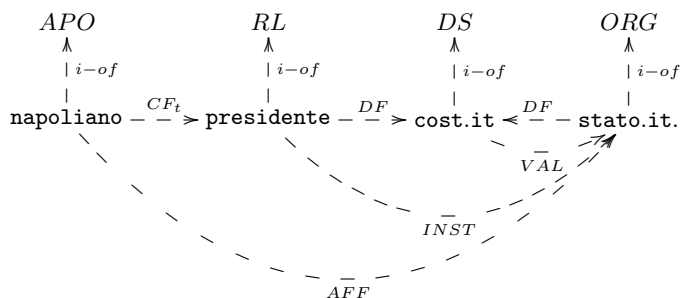 APO RL DS ORG
i−of i−of i−of i−of
napoliano CFt presidente DF cost.it DF stato.it.
VAL
INST
AFF